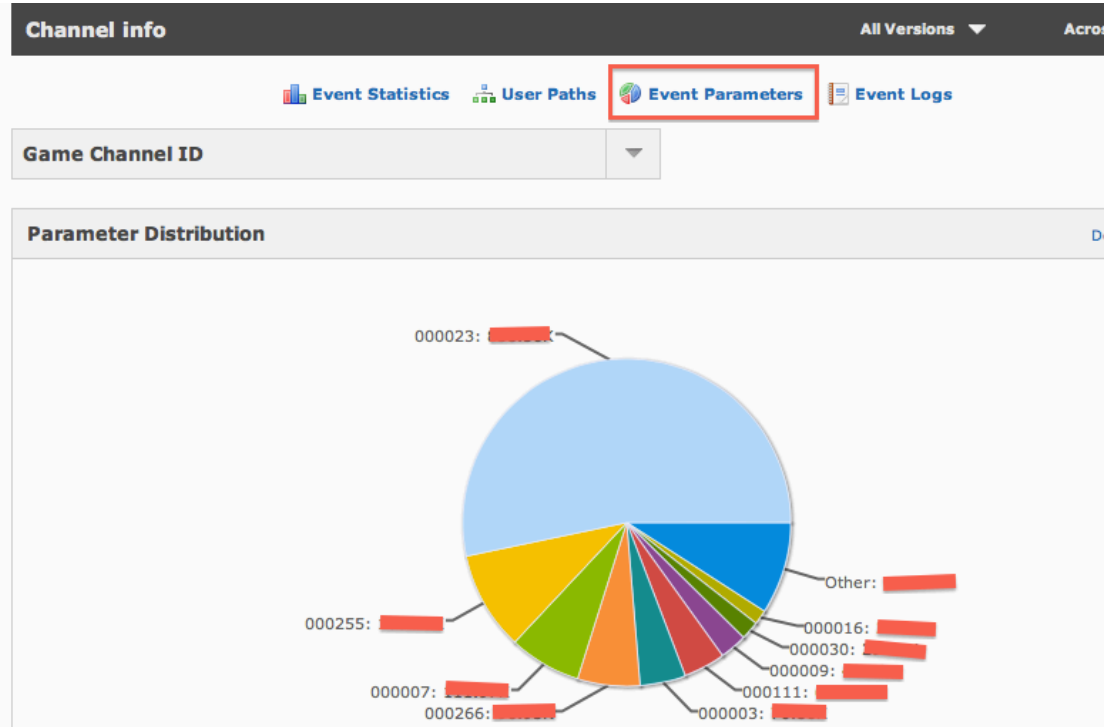 Channel info
All Versions
Event Statistics
User Paths
Event Parameters
Event Logs
Game Channel ID
Parameter Distribution
000023:
000255:
000007:
000266:
000003:
000111:
000009:
000030:
000016:
Other: